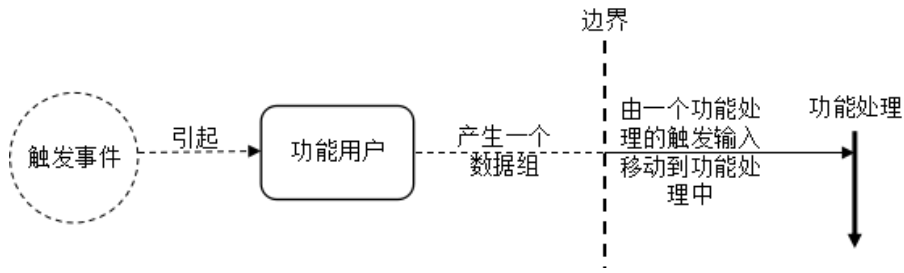 边界
触发事件
引起
功能用户
产生一个
数据组
由一个功能处
理的触发输入
移动到功能处
理中
功能处理